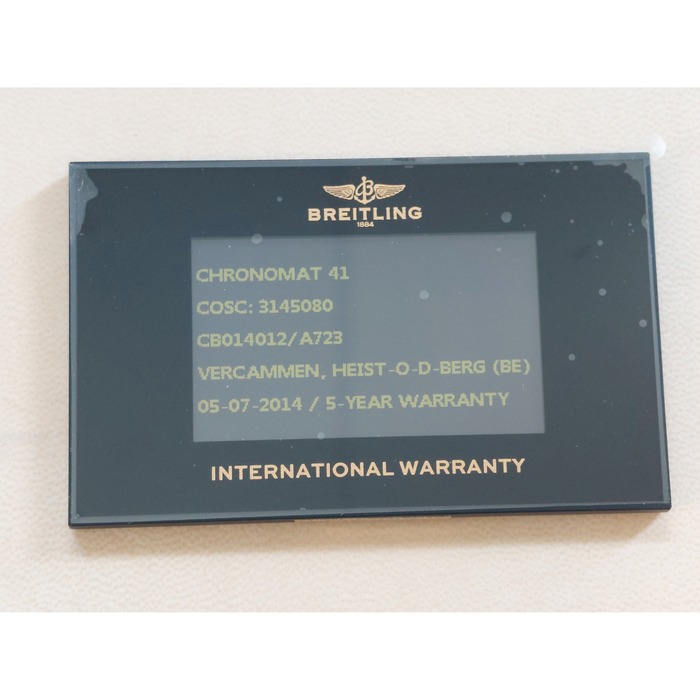 BREITLING
1884
CHRONOMAT 41
COSC: 3145080
CB014012/A723
VERCAMMEN, HEIST-O-D-BERG (BE)
05-07-2014 / 5-YEAR WARRANTY
INTERNATIONAL WARRANTY